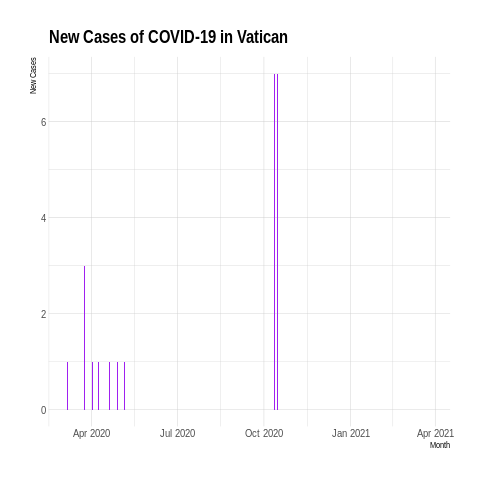 New Cases of COVID-19 in Vatican
New Cases
6
4
2
0
Apr 2020 Jul 2020 Oct 2020 Jan 2021 Apr 2021
Month